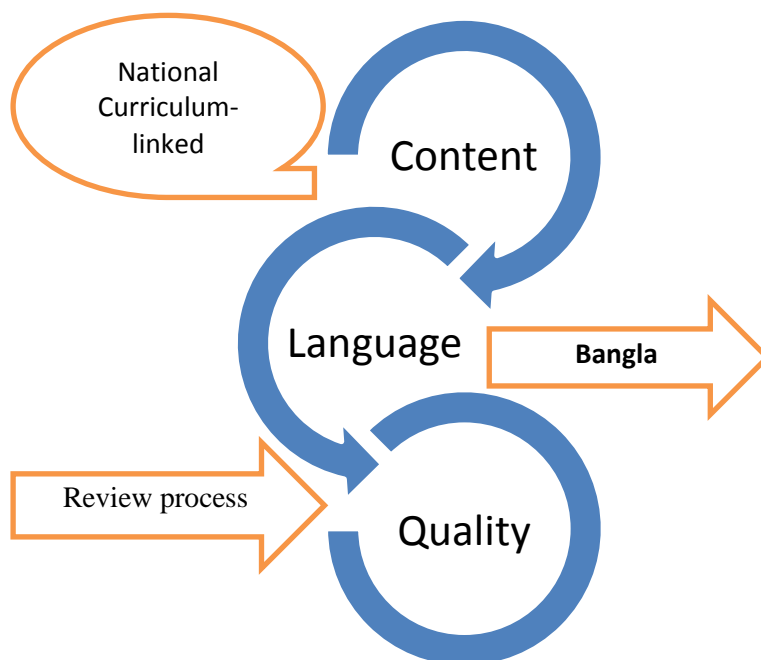 National
Curriculum-
linked
Content
Language
Bangla
Review process
Quality